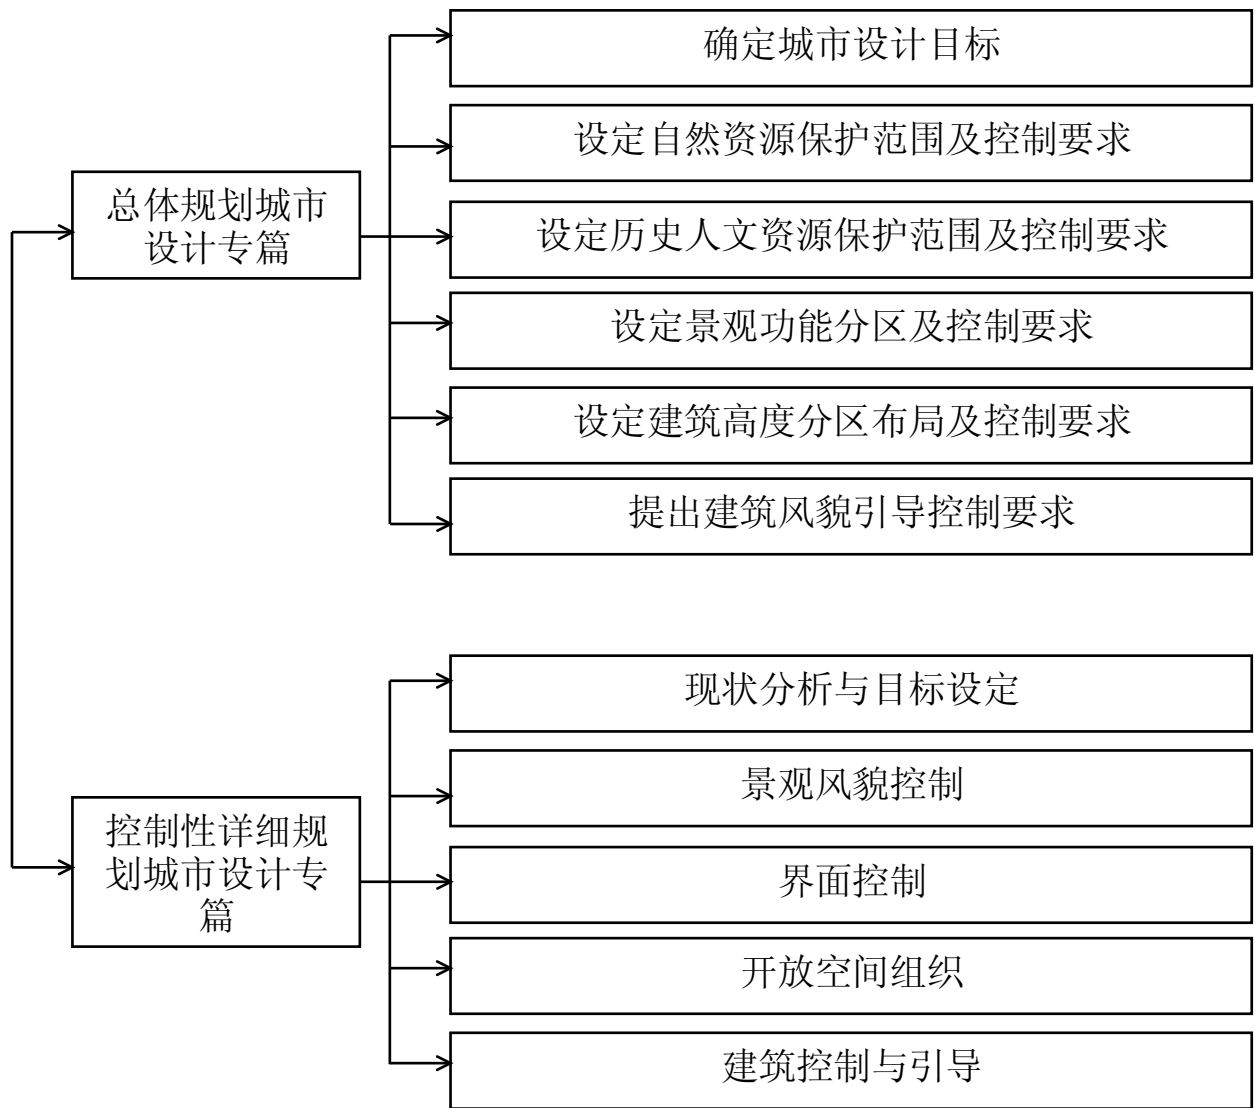 确定城市设计目标
设定自然资源保护范围及控制要求
总体规划城市
设计专篇
设定历史人文资源保护范围及控制要求
设定景观功能分区及控制要求
设定建筑高度分区布局及控制要求
提出建筑风貌引导控制要求
现状分析与目标设定
景观风貌控制
控制性详细规
划城市设计专
篇
界面控制
开放空间组织
建筑控制与引导